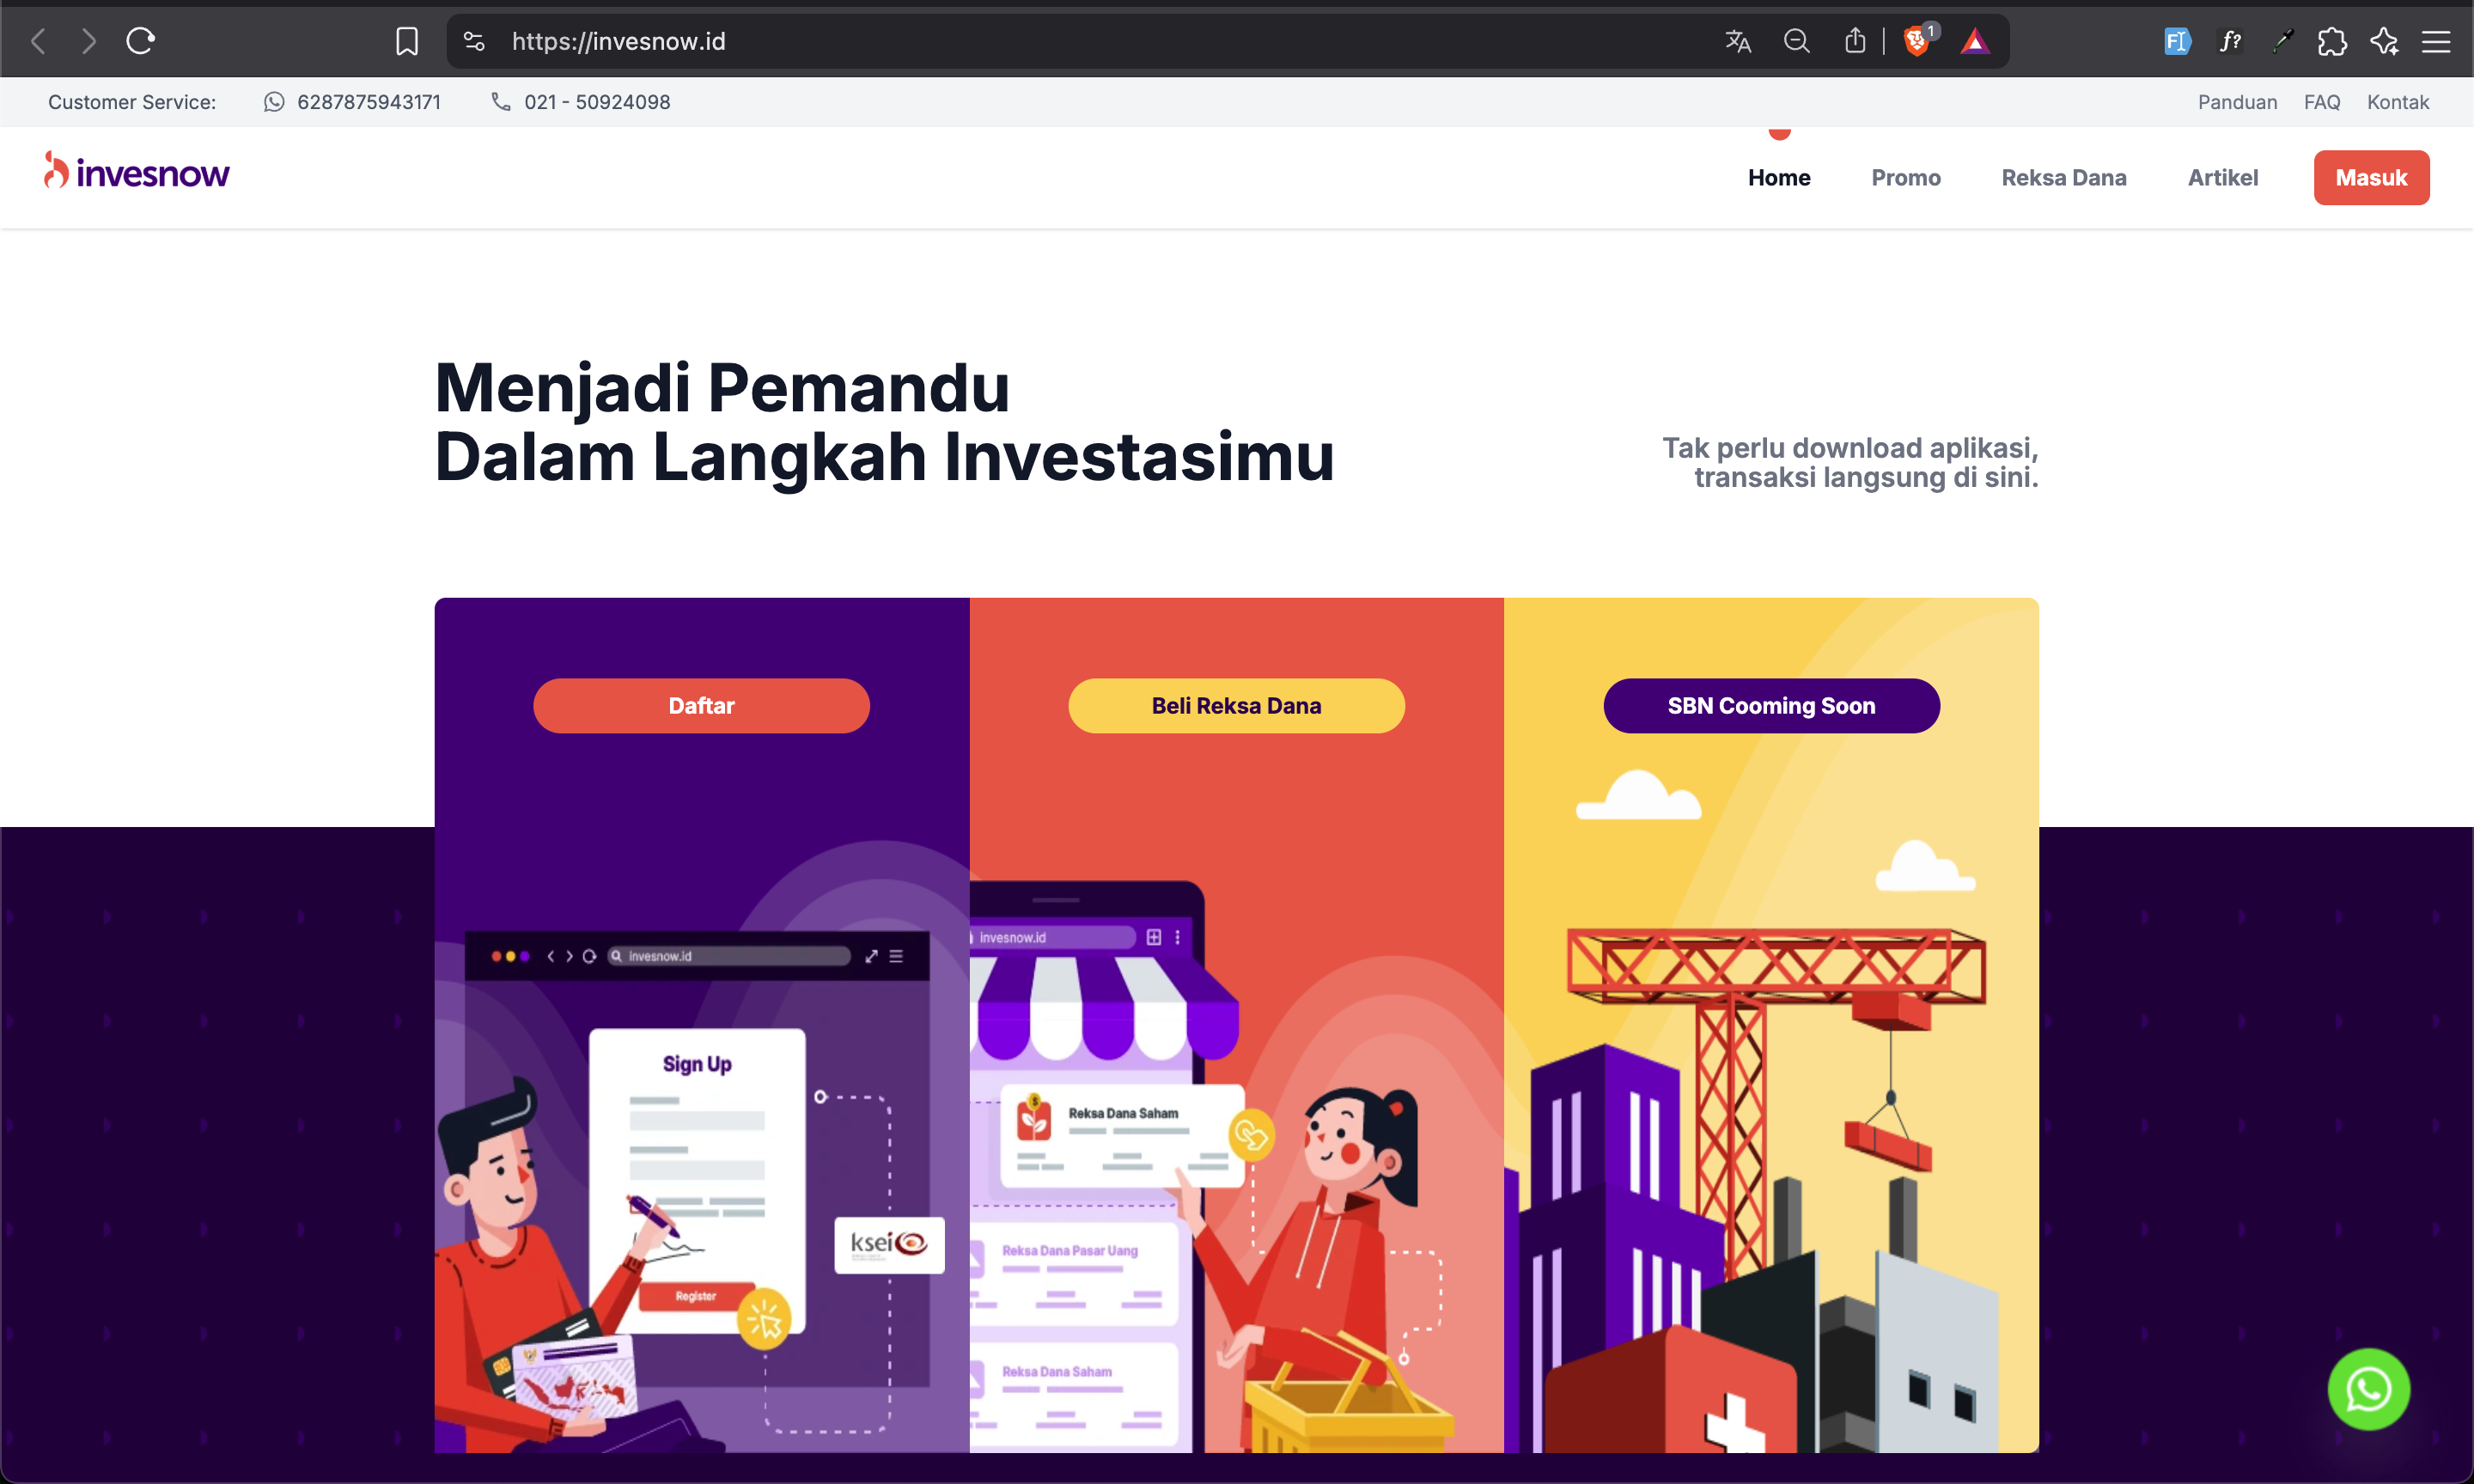 https://invesnow.id
1
Customer Service:
6287875943171
021 - 50924098
Panduan
FAQ
Kontak
invesnow
Home
Promo
Reksa Dana
Artikel
Masuk
Menjadi Pemandu
Dalam Langkah Investasimu
Tak perlu download aplikasi,
transaksi langsung di sini.
Daftar
Beli Reksa Dana
SBN Cooming Soon
invesnow.id
Sign Up
Register
ksei
invesnow.id
Reksa Dana Saham
Reksa Dana Pasar Uang
Reksa Dana Saham